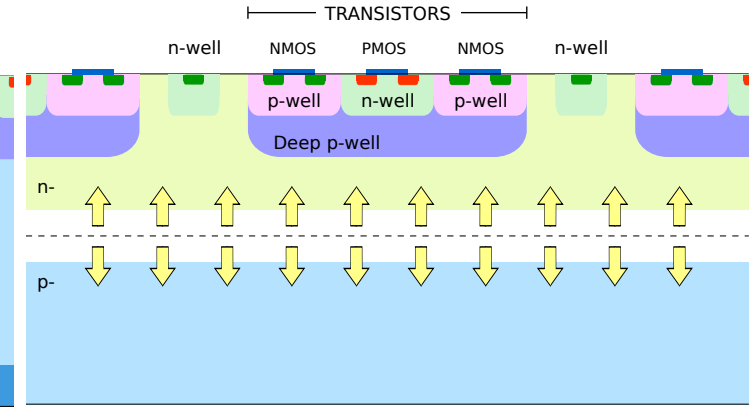 TRANSISTORS
n-well
NMOS
PMOS
NMOS
n-well
p-well
n-well
p-well
Deep p-well
n-
p-